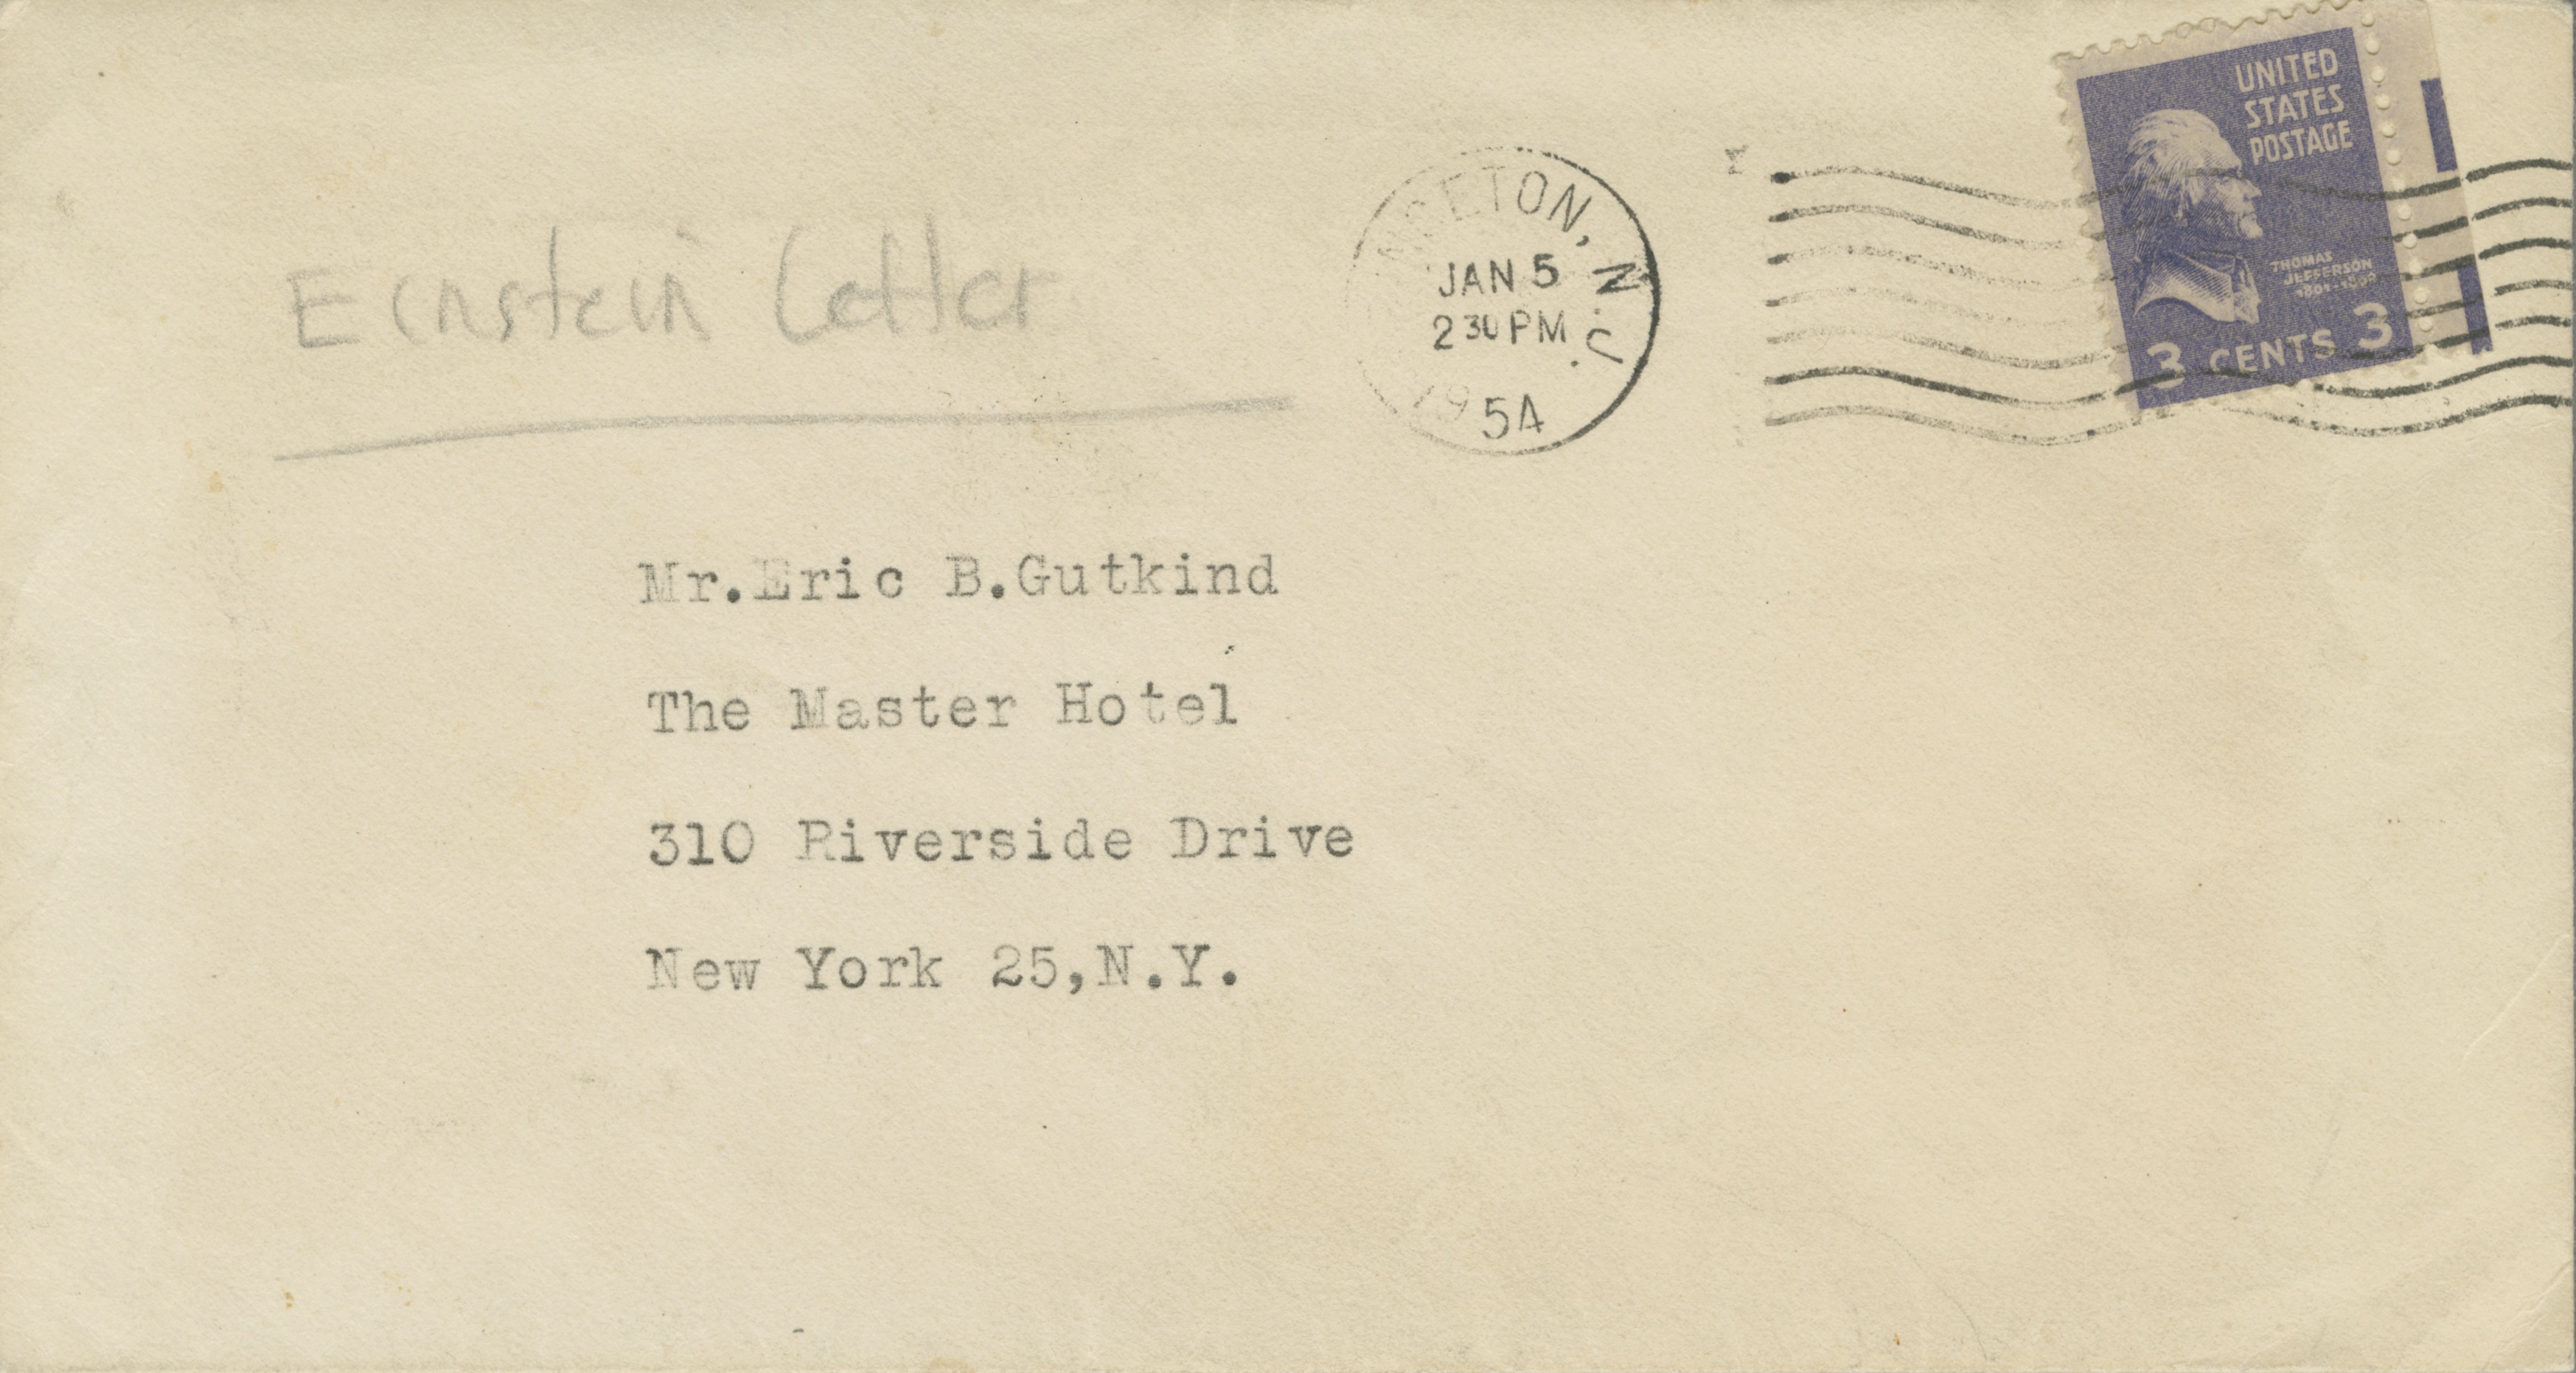 UNITED
STATES
POSTAGE
THOMAS
JEFFERSON
3 CENTS 3
JAN 5
2 30 PM
N.J.
1954
Einstein letter
Mr.Eric B.Gutkind
The Master Hotel
310 Riverside Drive
New York 25,N.Y.